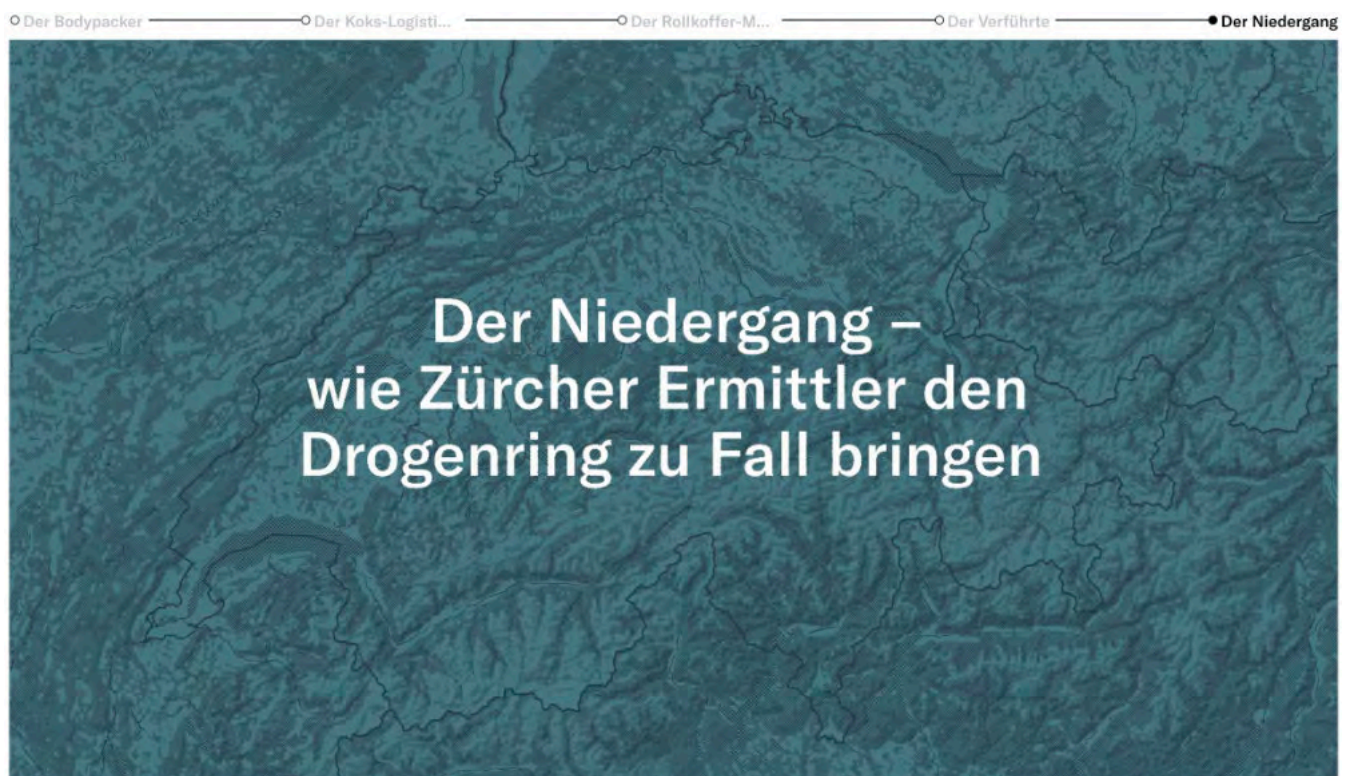 Der Bodypacker
Der Koks-Logisti...
Der Rollkoffer-M...
Der Verführte
Der Niedergang
Der Niedergang –
wie Zürcher Ermittler den
Drogenring zu Fall bringen